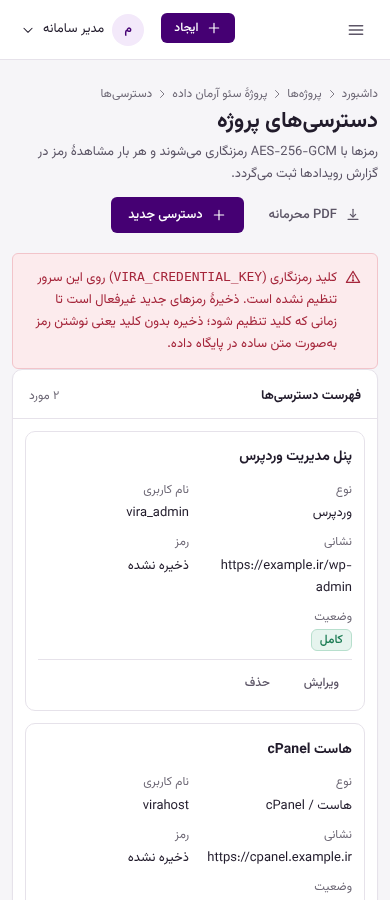 ایجاد
م
مدیر سامانه
داشبورد
پروژه‌ها
پروژهٔ سئو آرمان داده
دسترسی‌ها
دسترسی‌های پروژه
رمزها با AES-256-GCM رمزنگاری می‌شوند و هر بار مشاهدهٔ رمز در
گزارش رویدادها ثبت می‌گردد.
PDF محرمانه
دسترسی جدید
کلید رمزنگاری (VIRA_CREDENTIAL_KEY) روی این سرور
تنظیم نشده است. ذخیرهٔ رمزهای جدید غیرفعال است تا
زمانی که کلید تنظیم شود؛ ذخیره بدون کلید یعنی نوشتن رمز
به‌صورت متن ساده در پایگاه داده.
فهرست دسترسی‌ها
۲ مورد
پنل مدیریت وردپرس
نوع
نام کاربری
وردپرس
vira_admin
نشانی
رمز
https://example.ir/wp-
admin
ذخیره نشده
وضعیت
کامل
ویرایش
حذف
هاست cPanel
نوع
نام کاربری
هاست / cPanel
virahost
نشانی
رمز
https://cpanel.example.ir
ذخیره نشده
وضعیت